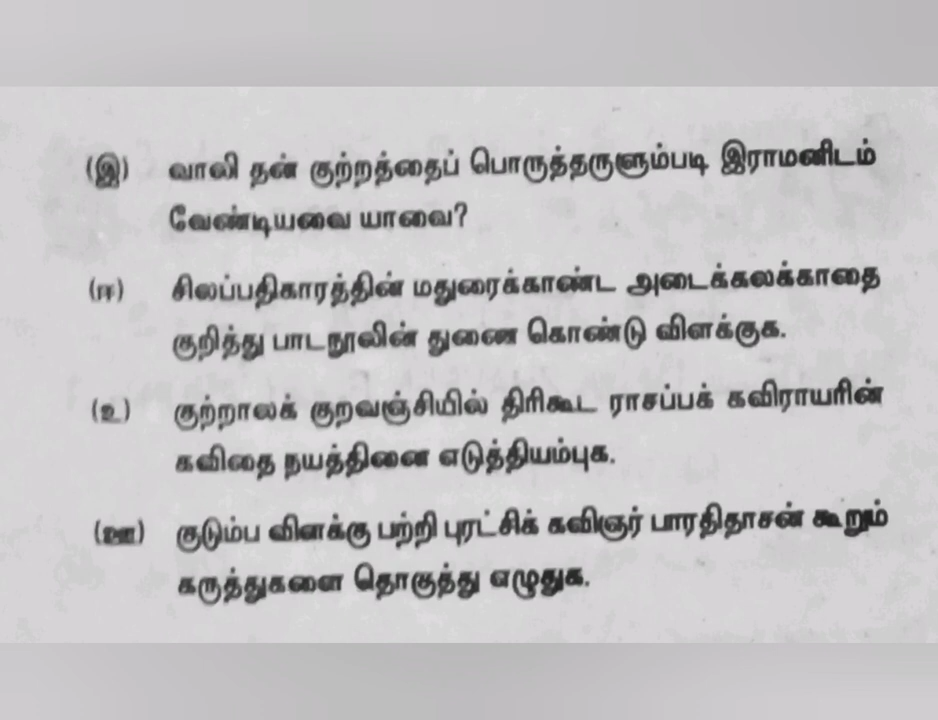 (இ) வாலி தன் குற்றத்தைப் பொருத்தருளும்படி இராமனிடம்
வேண்டியவை யாவை?
(ஈ) சிலப்பதிகாரத்தின் மதுரைக்காண்ட அடைக்கலக்காதை
குறித்து பாடநூலின் துணை கொண்டு விளக்குக.
(உ) குற்றாலக் குறவஞ்சியில் திரிகூட ராசப்பக் கவிராயரின்
கவிதை நயத்தினை எடுத்தியம்புக.
(ஊ) குடும்ப விளக்கு பற்றி புரட்சிக் கவிஞர் பாரதிதாசன் கூறும்
கருத்துகளை தொகுத்து எழுதுக.